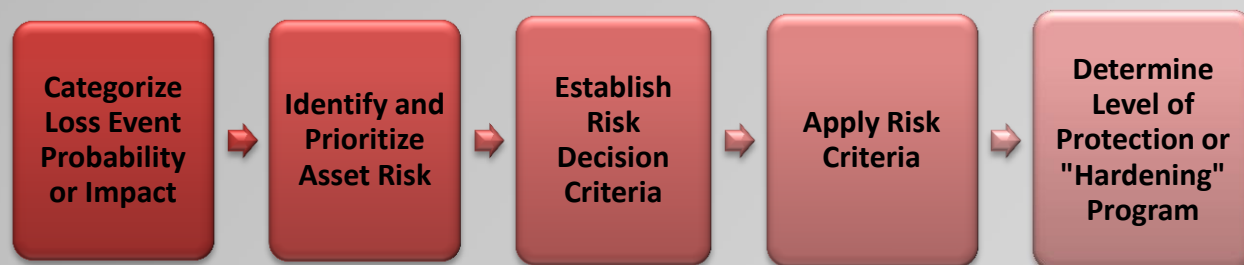 Categorize
Loss Event
Probability
or Impact
Identify and
Prioritize
Asset Risk
Establish
Risk
Decision
Criteria
Apply Risk
Criteria
Determine
Level of
Protection or
"Hardening"
Program